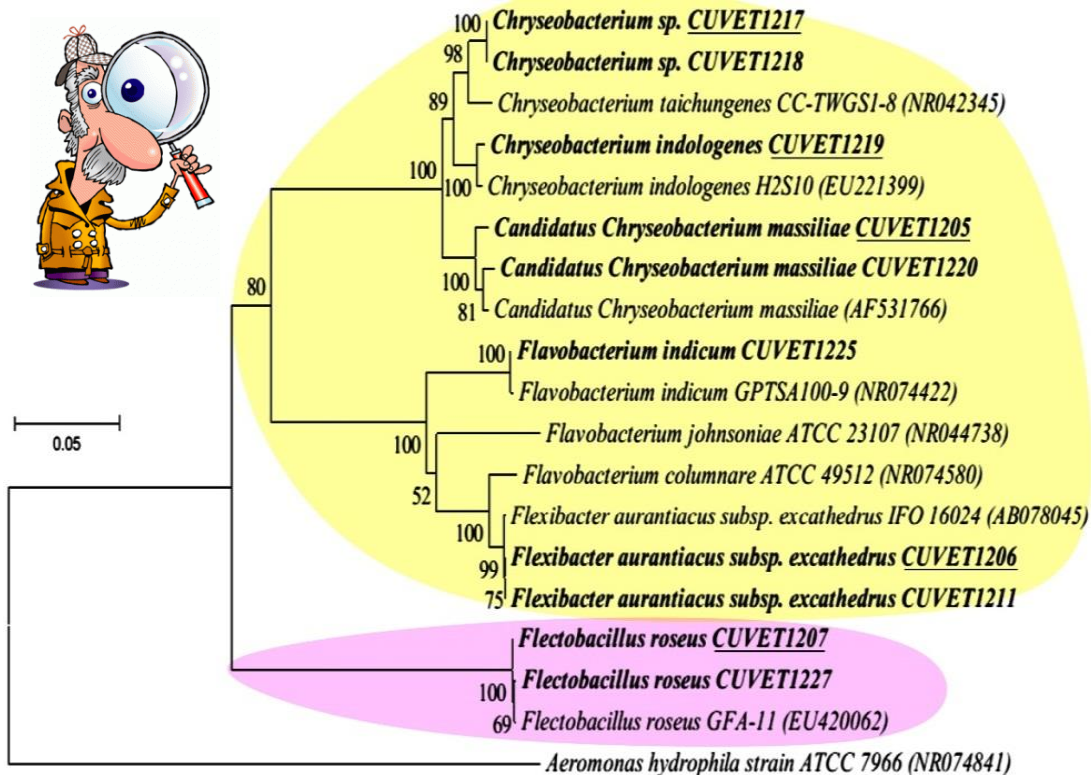 100 Chryseobacterium sp. CUVET1217
98 Chryseobacterium sp. CUVET1218
89 Chryseobacterium taichungenes CC-TWGS1-8 (NR042345)
Chryseobacterium indologenes CUVET1219
100 100 Chryseobacterium indologenes H2S10 (EU221399)
Candidatus Chryseobacterium massiliae CUVET1205
100 Candidatus Chryseobacterium massiliae CUVET1220
80 81 Candidatus Chryseobacterium massiliae (AF531766)
100 Flavobacterium indicum CUVET1225
Flavobacterium indicum GPTSA100-9 (NR074422)
0.05 100 Flavobacterium johnsoniae ATCC 23107 (NR044738)
52 Flavobacterium columnare ATCC 49512 (NR074580)
100 Flexibacter aurantiacus subsp. excathedrus IFO 16024 (AB078045)
99 Flexibacter aurantiacus subsp. excathedrus CUVET1206
75 Flexibacter aurantiacus subsp. excathedrus CUVET1211
Flectobacillus roseus CUVET1207
100 Flectobacillus roseus CUVET1227
69 Flectobacillus roseus GFA-11 (EU420062)
Aeromonas hydrophila strain ATCC 7966 (NR074841)